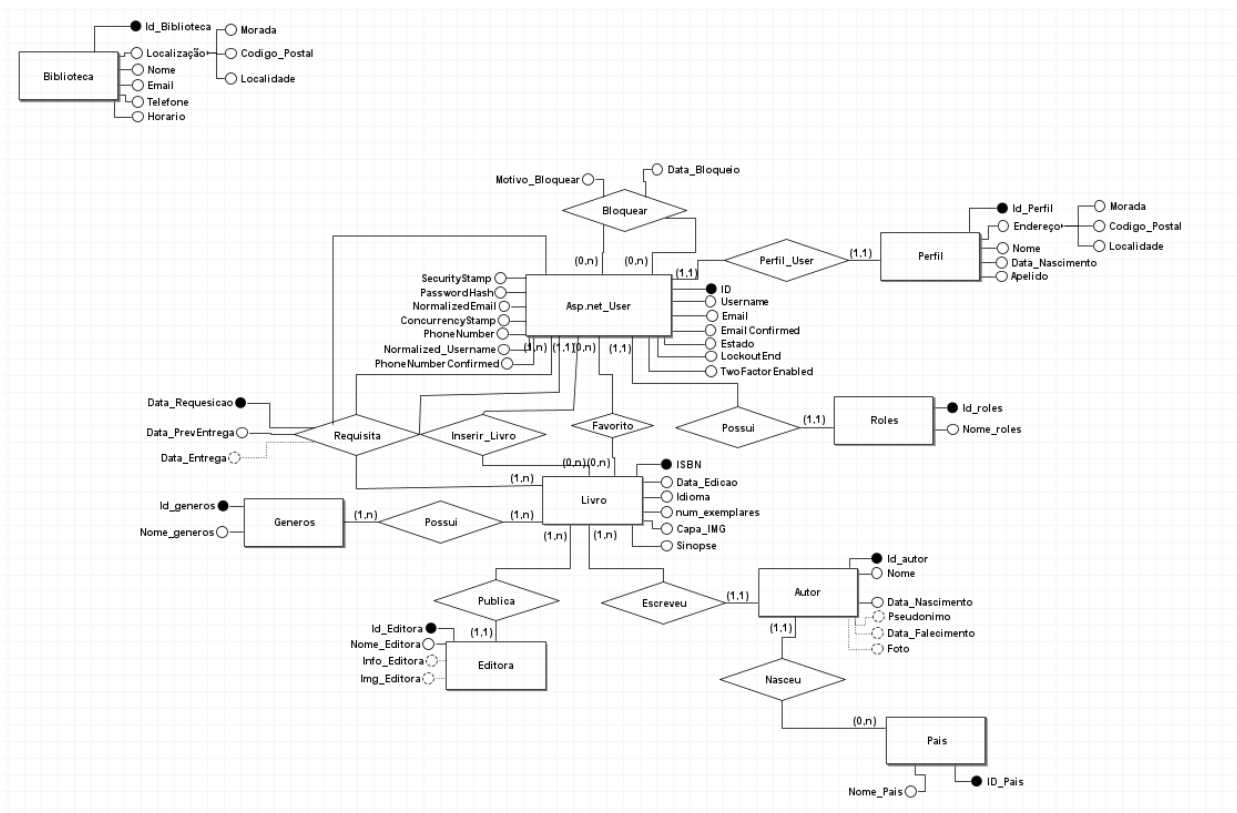 Id_Biblioteca
Morada
Localização
Codigo_Postal
Biblioteca
Nome
Localidade
Email
Telefone
Horario
Motivo_Bloquear
Data_Bloqueio
Bloquear
Id_Perfil
Morada
Endereço
Codigo_Postal
Localidade
(0,n)
(0,n)
(1,1)
Perfil_User
(1,1)
Perfil
Nome
Data_Nascimento
Apelido
SecurityStamp
PasswordHash
NormalizedEmail
ConcurrencyStamp
PhoneNumber
Normalized_Username
PhoneNumberConfirmed
Asp.net_User
ID
Username
Email
EmailConfirmed
Estado
LockoutEnd
TwoFactorEnabled
(1,n)
(1,1)
(0,n)
(1,1)
Data_Requesicao
Data_PrevEntrega
Data_Entrega
Requisita
Inserir_Livro
Favorito
Possui
(1,1)
Roles
Id_roles
Nome_roles
(0,n)
(0,n)
(1,n)
ISBN
Data_Edicao
Idioma
num_exemplares
Capa_IMG
Sinopse
Livro
Id_generos
Nome_generos
Generos
(1,n)
Possui
(1,n)
(1,n)
(1,n)
Publica
Escreveu
(1,1)
Autor
Id_autor
Nome
Data_Nascimento
Pseudonimo
Data_Falecimento
Foto
(1,1)
Id_Editora
Nome_Editora
Info_Editora
Img_Editora
(1,1)
Editora
Nasceu
(0,n)
Pais
Nome_Pais
ID_Pais